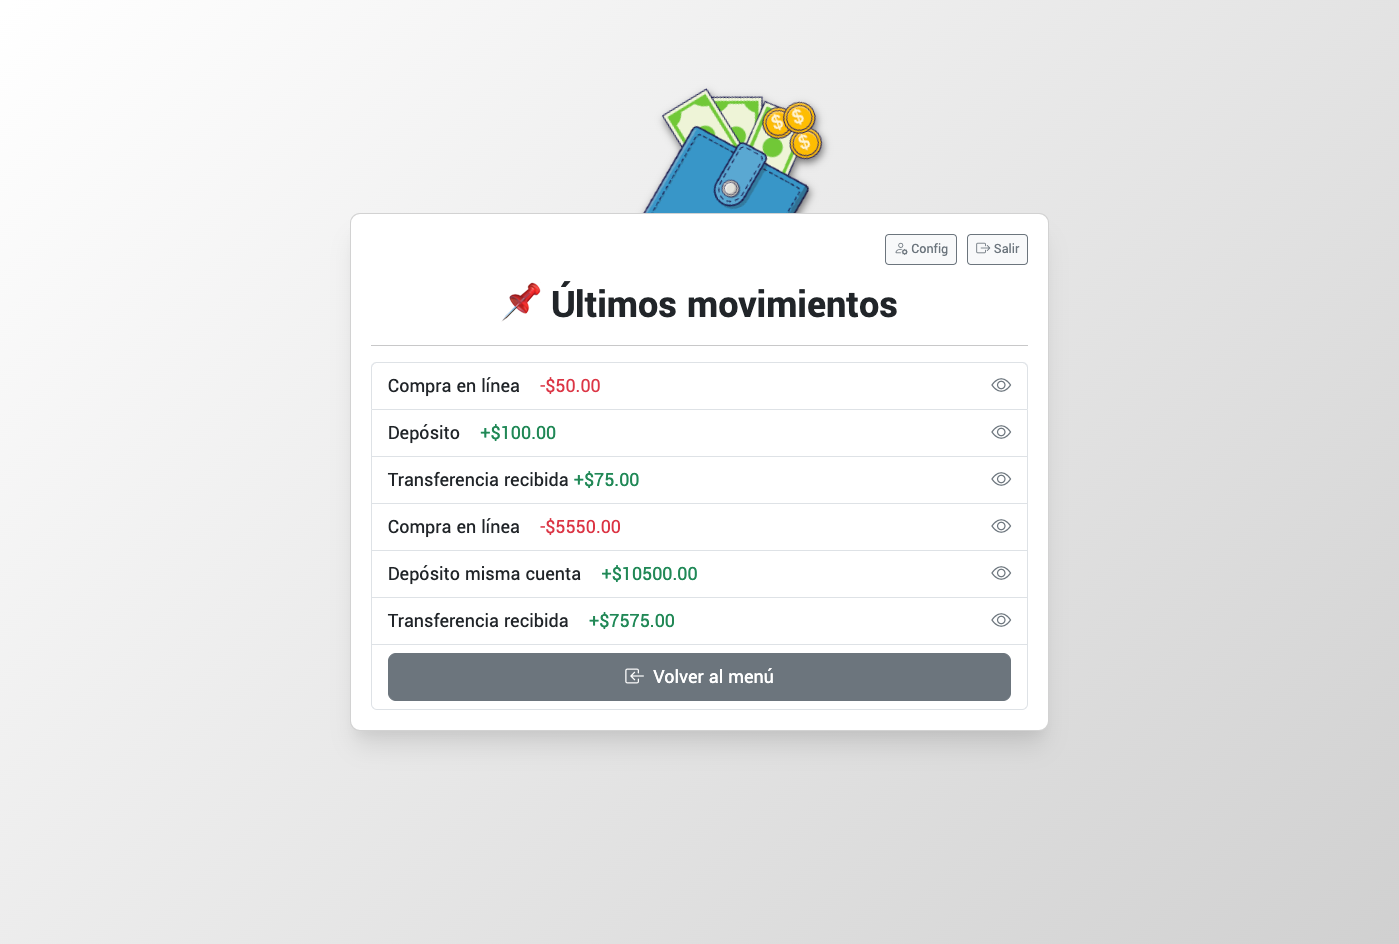 Config
Salir
Últimos movimientos
Compra en línea -$50.00
Depósito +$100.00
Transferencia recibida +$75.00
Compra en línea -$5550.00
Depósito misma cuenta +$10500.00
Transferencia recibida +$7575.00
Volver al menú